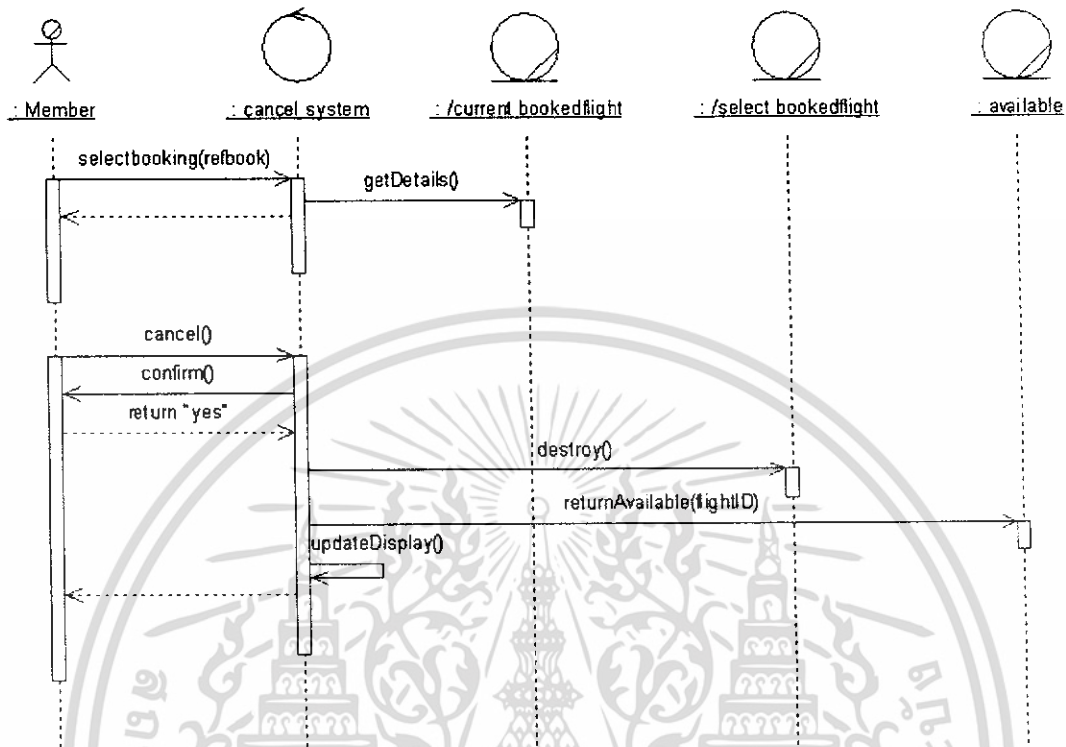 : Member
: cancel system
: /current bookedflight
: /select bookedflight
: available
selectbooking(refbook)
getDetails()
cancel()
confirm()
return "yes"
destroy()
returnAvailable(flightID)
updateDisplay()